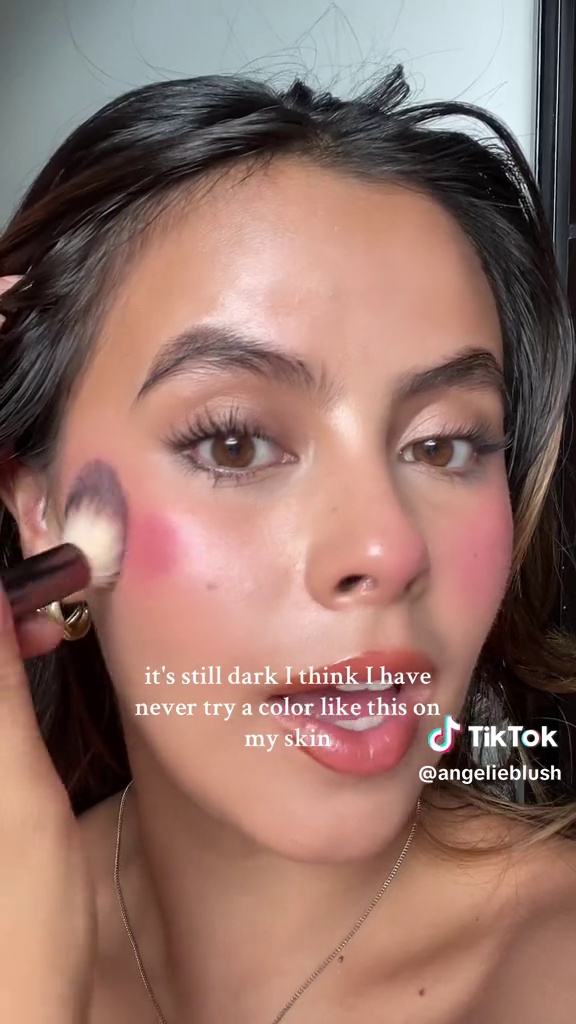 it's still dark I think I have
never try a color like this on
my skin
TikTok
@angelieblush